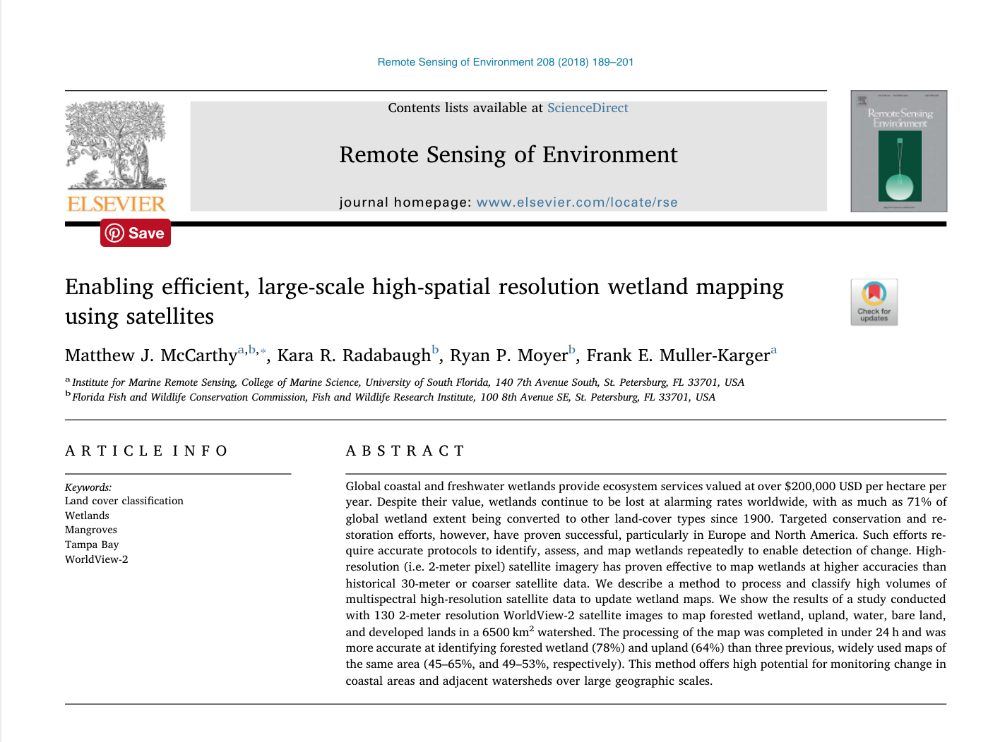 Remote Sensing of Environment 208 (2018) 189–201
Contents lists available at ScienceDirect
Remote Sensing of Environment
journal homepage: www.elsevier.com/locate/rse
ELSEVIER
Remote Sensing
Environment
Save
Enabling efficient, large-scale high-spatial resolution wetland mapping
using satellites
Check for
updates
Matthew J. McCarthya,b,*, Kara R. Radabaughb, Ryan P. Moyerb, Frank E. Muller-Kargera
a Institute for Marine Remote Sensing, College of Marine Science, University of South Florida, 140 7th Avenue South, St. Petersburg, FL 33701, USA
b Florida Fish and Wildlife Conservation Commission, Fish and Wildlife Research Institute, 100 8th Avenue SE, St. Petersburg, FL 33701, USA
ARTICLE INFO
Keywords:
Land cover classification
Wetlands
Mangroves
Tampa Bay
WorldView-2
ABSTRACT
Global coastal and freshwater wetlands provide ecosystem services valued at over $200,000 USD per hectare per
year. Despite their value, wetlands continue to be lost at alarming rates worldwide, with as much as 71% of
global wetland extent being converted to other land-cover types since 1900. Targeted conservation and re-
storation efforts, however, have proven successful, particularly in Europe and North America. Such efforts re-
quire accurate protocols to identify, assess, and map wetlands repeatedly to enable detection of change. High-
resolution (i.e. 2-meter pixel) satellite imagery has proven effective to map wetlands at higher accuracies than
historical 30-meter or coarser satellite data. We describe a method to process and classify high volumes of
multispectral high-resolution satellite data to update wetland maps. We show the results of a study conducted
with 130 2-meter resolution WorldView-2 satellite images to map forested wetland, upland, water, bare land,
and developed lands in a 6500 km² watershed. The processing of the map was completed in under 24 h and was
more accurate at identifying forested wetland (78%) and upland (64%) than three previous, widely used maps of
the same area (45–65%, and 49–53%, respectively). This method offers high potential for monitoring change in
coastal areas and adjacent watersheds over large geographic scales.